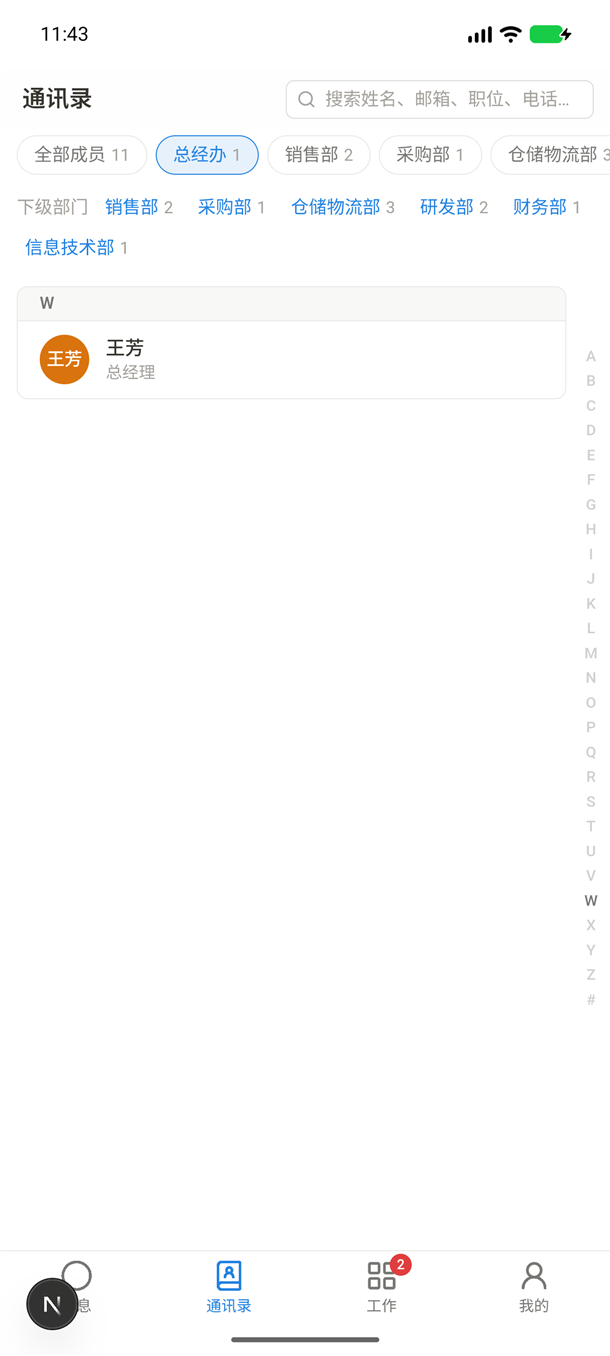 11:43
通讯录
搜索姓名、邮箱、职位、电话...
全部成员 11
总经办 1
销售部 2
采购部 1
仓储物流部 3
下级部门 销售部 2 采购部 1 仓储物流部 3 研发部 2 财务部 1
信息技术部 1
W
王芳
王芳
总经理
A
B
C
D
E
F
G
H
I
J
K
L
M
N
O
P
Q
R
S
T
U
V
W
X
Y
Z
#
N
息
通讯录
2
工作
我的